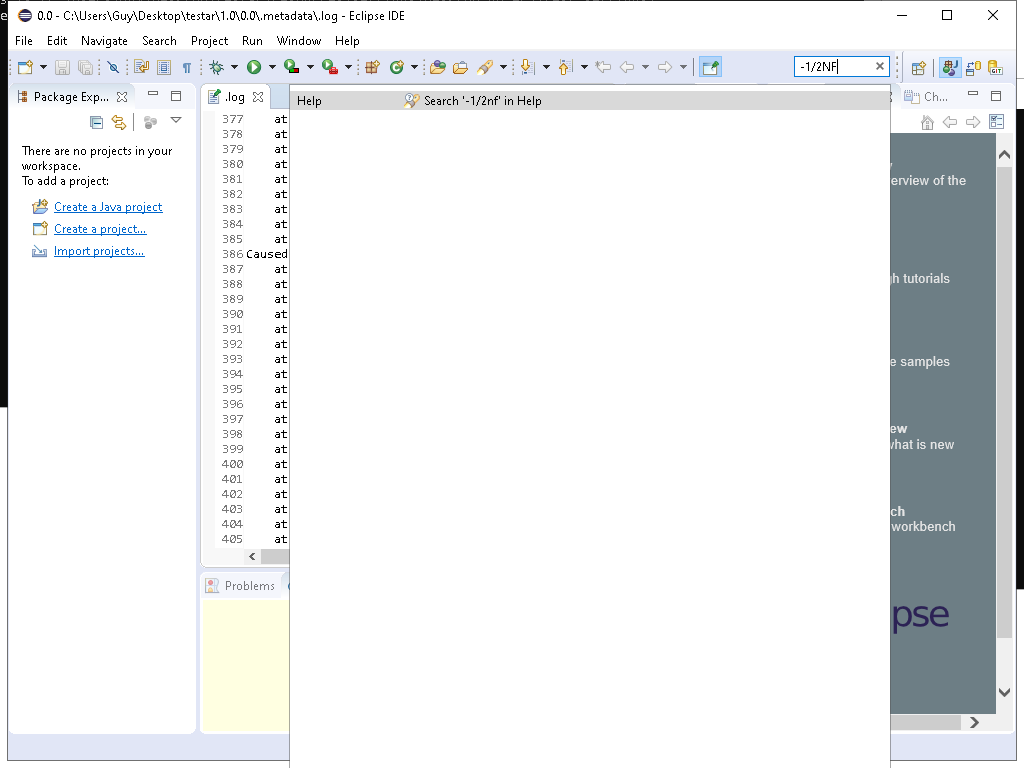 0.0 - C:\Users\Guy\Desktop\testar\1.0\0.0\.metadata\.log - Eclipse IDE
File Edit Navigate Search Project Run Window Help
-1/2NF
Package Exp...
.log
Ch...
Help Search '-1/2nf' in Help
There are no projects in your
workspace.
To add a project:
Create a Java project
Create a project...
Import projects...
377 at
378 at
379 at
380 at
381 at
382 at
383 at
384 at
385 at
386 Caused
387 at
388 at
389 at
390 at
391 at
392 at
393 at
394 at
395 at
396 at
397 at
398 at
399 at
400 at
401 at
402 at
403 at
404 at
405 at
Problems
erview of the
h tutorials
e samples
ew
what is new
ch
workbench
pse